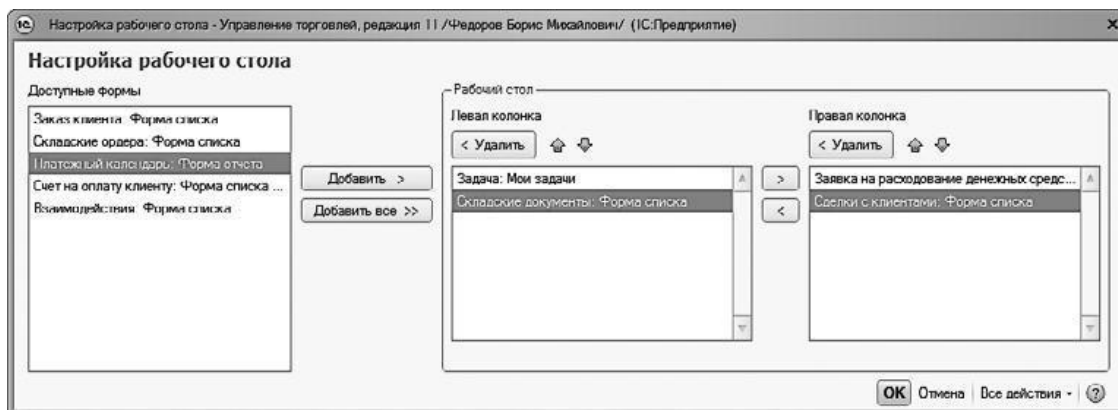 Настройка рабочего стола - Управление торговлей, редакция 11 /Федоров Борис Михайлович/ (1С:Предприятие)
Настройка рабочего стола
Доступные формы
Заказ клиента: Форма списка
Складские ордера: Форма списка
Платежный календарь: Форма отчета
Счет на оплату клиенту: Форма списка ...
Взаимодействия: Форма списка
Добавить >
Добавить все >>
Рабочий стол
Левая колонка
< Удалить
Задача: Мои задачи
Складские документы: Форма списка
>
<
Правая колонка
< Удалить
Заявка на расходование денежных средс...
Сделки с клиентами: Форма списка
OK Отмена Все действия ?